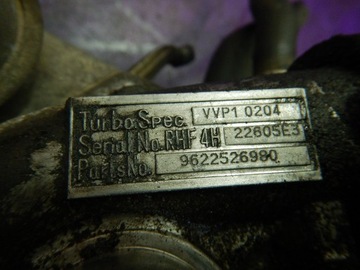 Turbo Spec. VVP1 0204
Serial No. RHF 4H 22605E3
Parts No. 9622526980